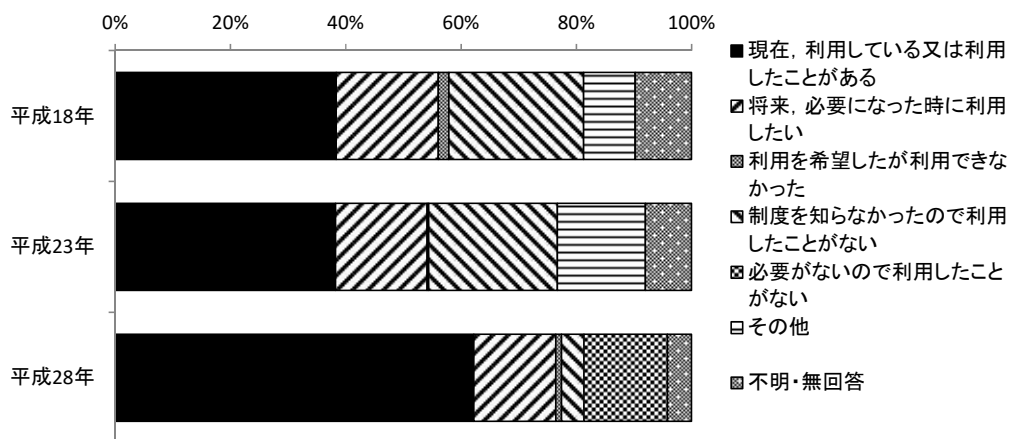 0% 20% 40% 60% 80% 100%
平成18年
平成23年
平成28年
現在，利用している又は利用
したことがある
将来，必要になった時に利用
したい
利用を希望したが利用できな
かった
制度を知らなかったので利用
したことがない
必要がないので利用したこと
がない
その他
不明・無回答